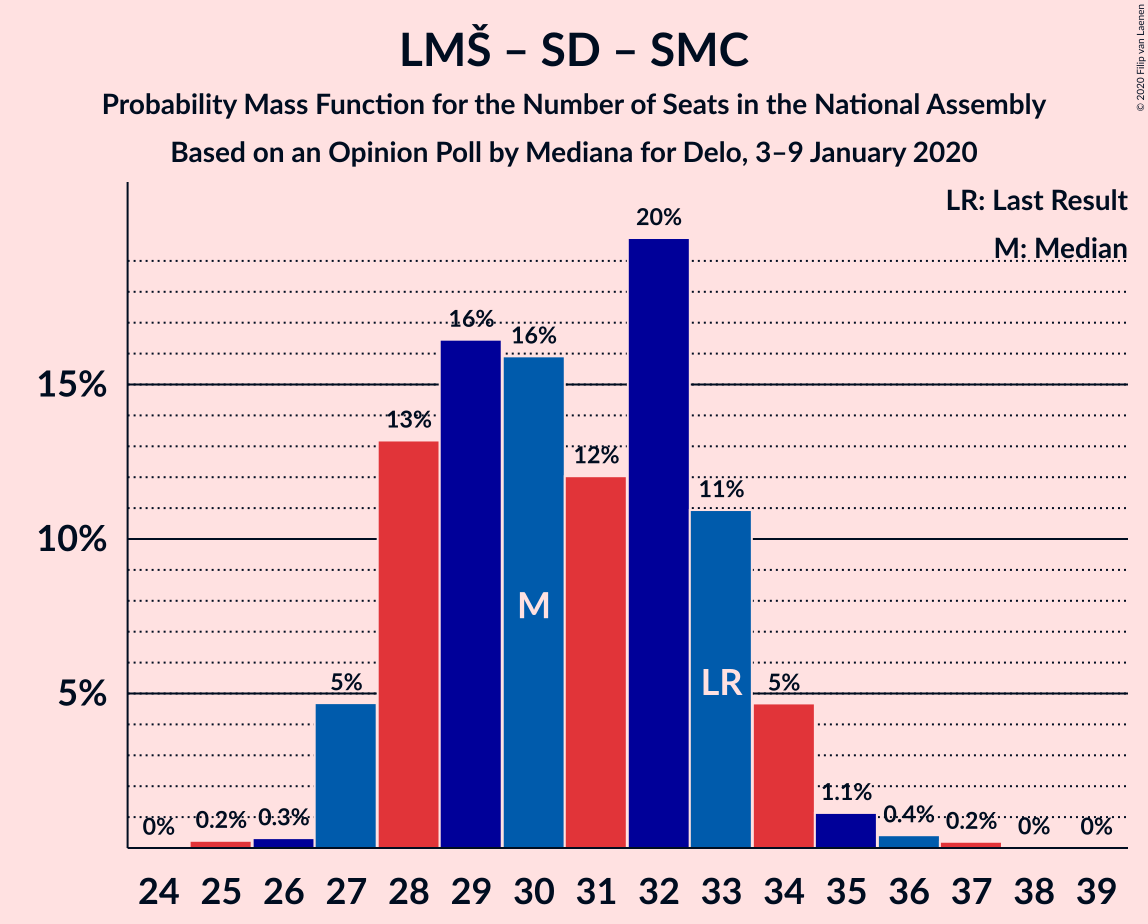 LMŠ – SD – SMC
Probability Mass Function for the Number of Seats in the National Assembly
Based on an Opinion Poll by Mediana for Delo, 3–9 January 2020
© 2020 Filip van Laenen
LR: Last Result
M: Median
15%
10%
5%
0%
0.2%
0.3%
5%
13%
16%
16%
12%
20%
11%
5%
1.1%
0.4%
0.2%
0%
0%
M
LR
24 25 26 27 28 29 30 31 32 33 34 35 36 37 38 39